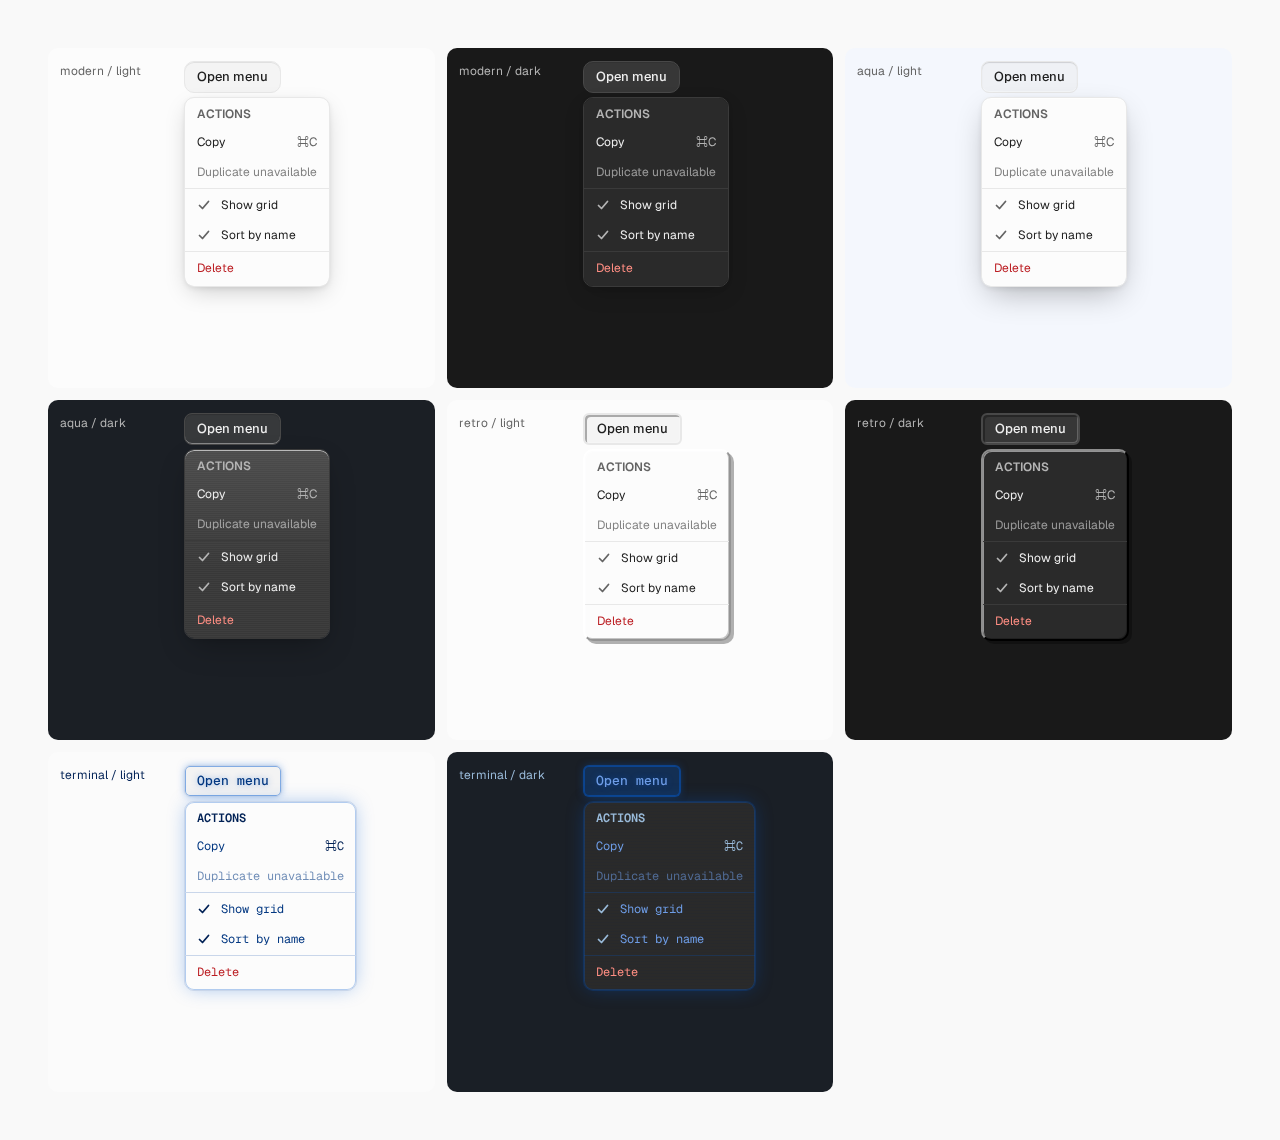 modern / light
Open menu
ACTIONS
Copy ⌘C
Duplicate unavailable
Show grid
Sort by name
Delete
modern / dark
Open menu
ACTIONS
Copy ⌘C
Duplicate unavailable
Show grid
Sort by name
Delete
aqua / light
Open menu
ACTIONS
Copy ⌘C
Duplicate unavailable
Show grid
Sort by name
Delete
aqua / dark
Open menu
ACTIONS
Copy ⌘C
Duplicate unavailable
Show grid
Sort by name
Delete
retro / light
Open menu
ACTIONS
Copy ⌘C
Duplicate unavailable
Show grid
Sort by name
Delete
retro / dark
Open menu
ACTIONS
Copy ⌘C
Duplicate unavailable
Show grid
Sort by name
Delete
terminal / light
Open menu
ACTIONS
Copy ⌘C
Duplicate unavailable
Show grid
Sort by name
Delete
terminal / dark
Open menu
ACTIONS
Copy ⌘C
Duplicate unavailable
Show grid
Sort by name
Delete